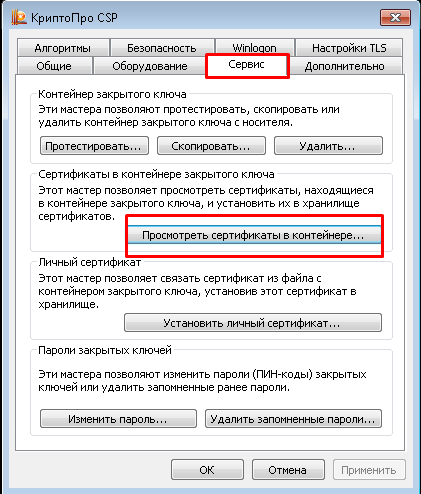 КриптоПро CSP
Алгоритмы Безопасность Winlogon Настройки TLS
Общие Оборудование Сервис Дополнительно
Контейнер закрытого ключа
Эти мастера позволяют протестировать, скопировать или
удалить контейнер закрытого ключа с носителя.
Протестировать... Скопировать... Удалить...
Сертификаты в контейнере закрытого ключа
Этот мастер позволяет просмотреть сертификаты, находящиеся
в контейнере закрытого ключа, и установить их в хранилище
сертификатов.
Просмотреть сертификаты в контейнере...
Личный сертификат
Этот мастер позволяет связать сертификат из файла с
контейнером закрытого ключа, установив этот сертификат в
хранилище.
Установить личный сертификат...
Пароли закрытых ключей
Эти мастера позволяют изменить пароли (ПИН-коды) закрытых
ключей или удалить запомненные ранее пароли.
Изменить пароль... Удалить запомненные пароли...
ОК Отмена Применить